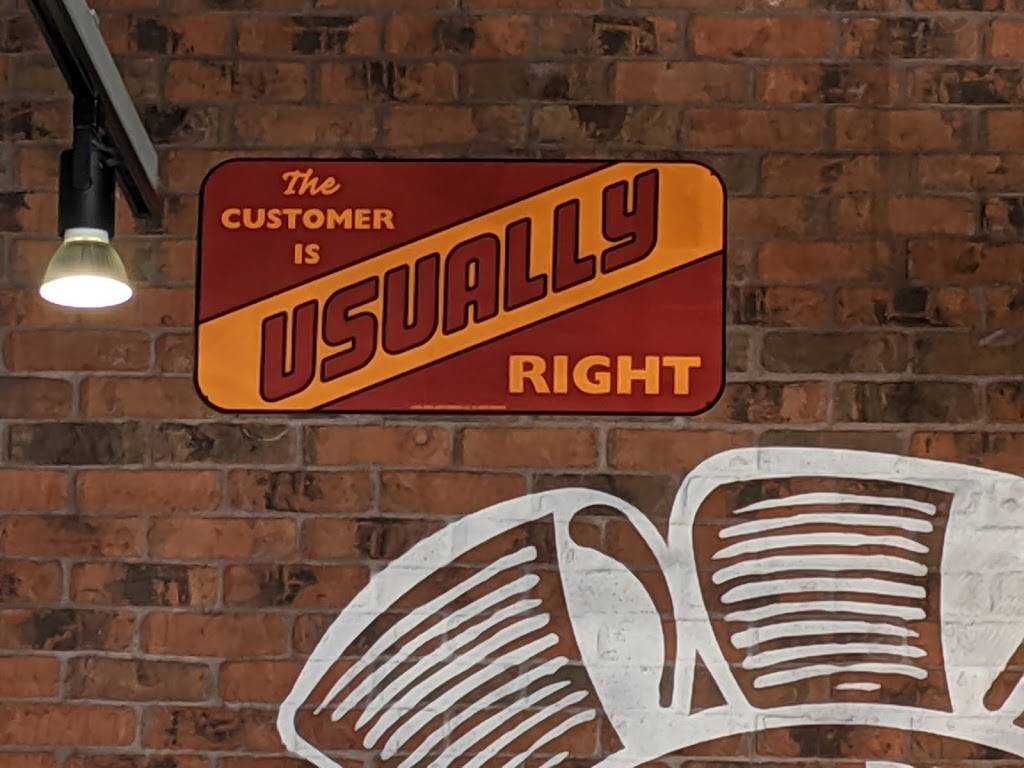 The
CUSTOMER
IS
USUALLY
RIGHT